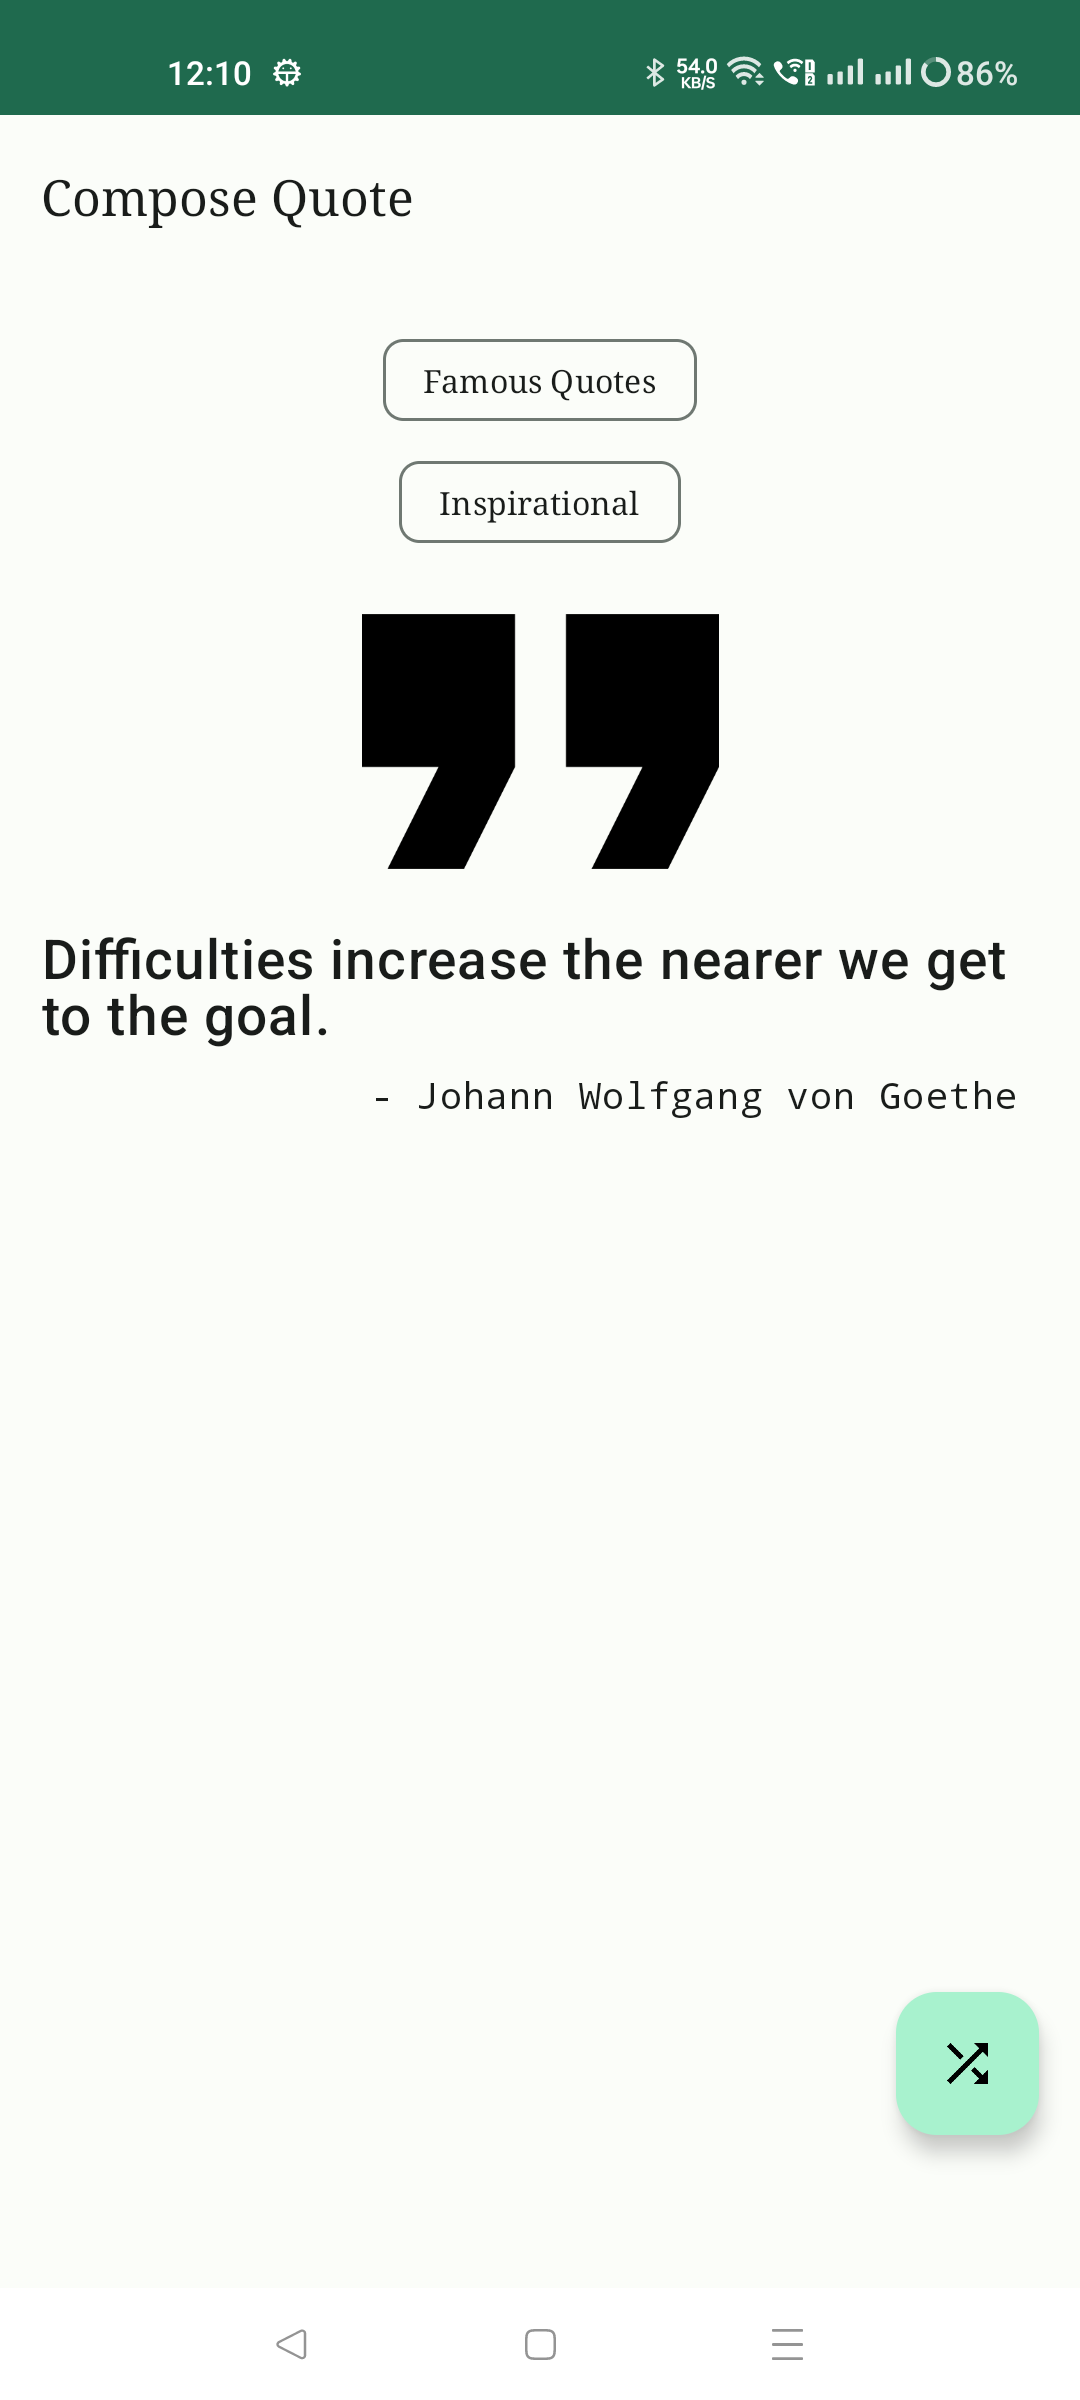 12:10 54.0 KB/S 86%
Compose Quote
Famous Quotes
Inspirational
Difficulties increase the nearer we get
to the goal.
- Johann Wolfgang von Goethe